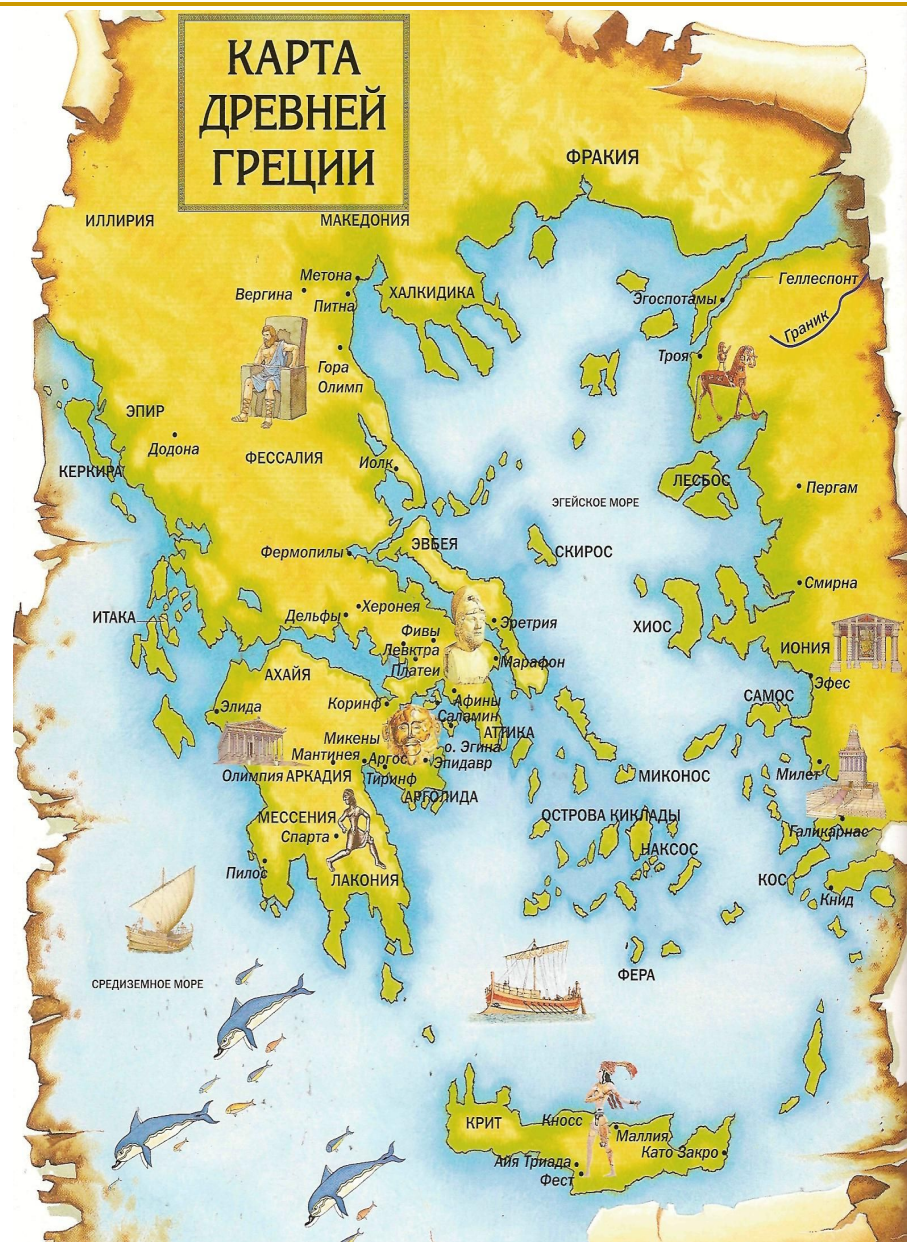 КАРТА
ДРЕВНЕЙ
ГРЕЦИИ
ФРАКИЯ
ИЛЛИРИЯ
МАКЕДОНИЯ
Метона
Геллеспонт
Вергина
Питна
ХАЛКИДИКА
Эгоспотамы
Граник
Троя
Гора
Олимп
ЭПИР
Додона
ФЕССАЛИЯ
Иолк
КЕРКИРА
ЛЕСБОС
Пергам
ЭГЕЙСКОЕ МОРЕ
Фермопилы
ЭВБЕЯ
СКИРОС
Смирна
ИТАКА
Дельфы
Херонея
Эретрия
ХИОС
Фивы
Левктра
Платеи
Марафон
ИОНИЯ
АХАЙЯ
Эфес
Элида
Коринф
Афины
Саламин
САМОС
Микены
АТТИКА
Мантинея
Аргос
о. Эгина
Эпидавр
Олимпия
АРКАДИЯ
Тиринф
МИКОНОС
Милет
АРГОЛИДА
МЕССЕНИЯ
Спарта
ОСТРОВА КИКЛАДЫ
Галикарнас
НАКСОС
Пилос
ЛАКОНИЯ
КОС
Книд
СРЕДИЗЕМНОЕ МОРЕ
ФЕРА
КРИТ
Кносс
Маллия
Като Закро
Айя Триада
Фест